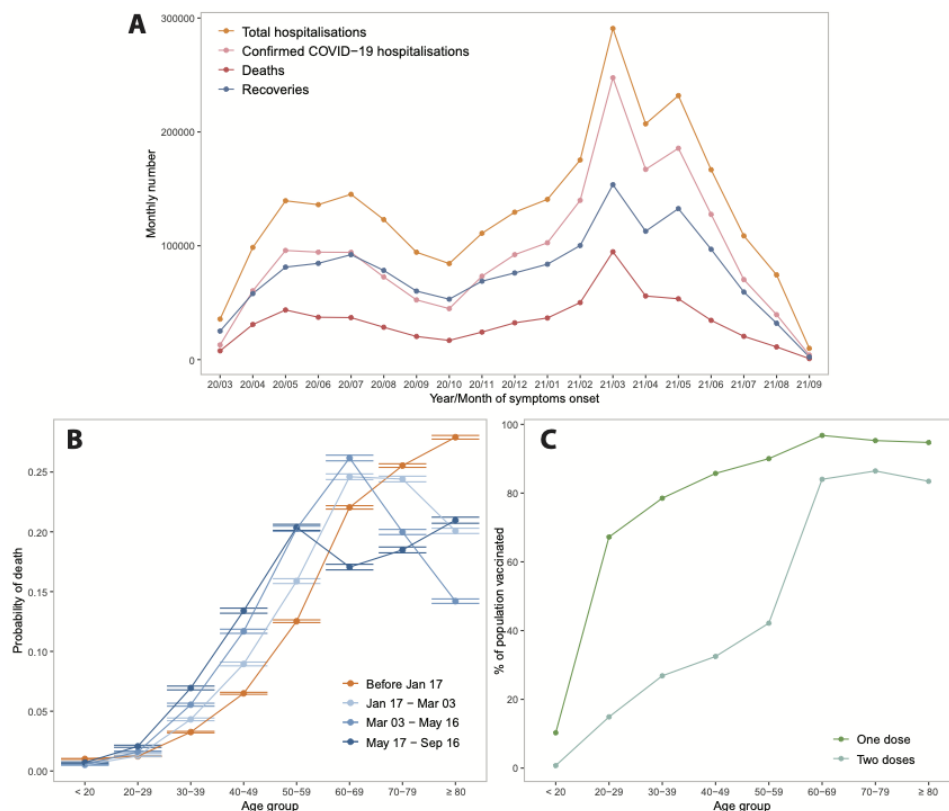 A
Total hospitalisations
Confirmed COVID−19 hospitalisations
Deaths
Recoveries
300000
200000
100000
0
Monthly number
20/03 20/04 20/05 20/06 20/07 20/08 20/09 20/10 20/11 20/12 21/01 21/02 21/03 21/04 21/05 21/06 21/07 21/08 21/09
Year/Month of symptoms onset
B
0.25
0.20
0.15
0.10
0.05
0.00
Probability of death
Before Jan 17
Jan 17 − Mar 03
Mar 03 − May 16
May 17 − Sep 16
< 20 20−29 30−39 40−49 50−59 60−69 70−79 ≥ 80
Age group
C
100
80
60
40
20
0
% of population vaccinated
One dose
Two doses
< 20 20−29 30−39 40−49 50−59 60−69 70−79 ≥ 80
Age group